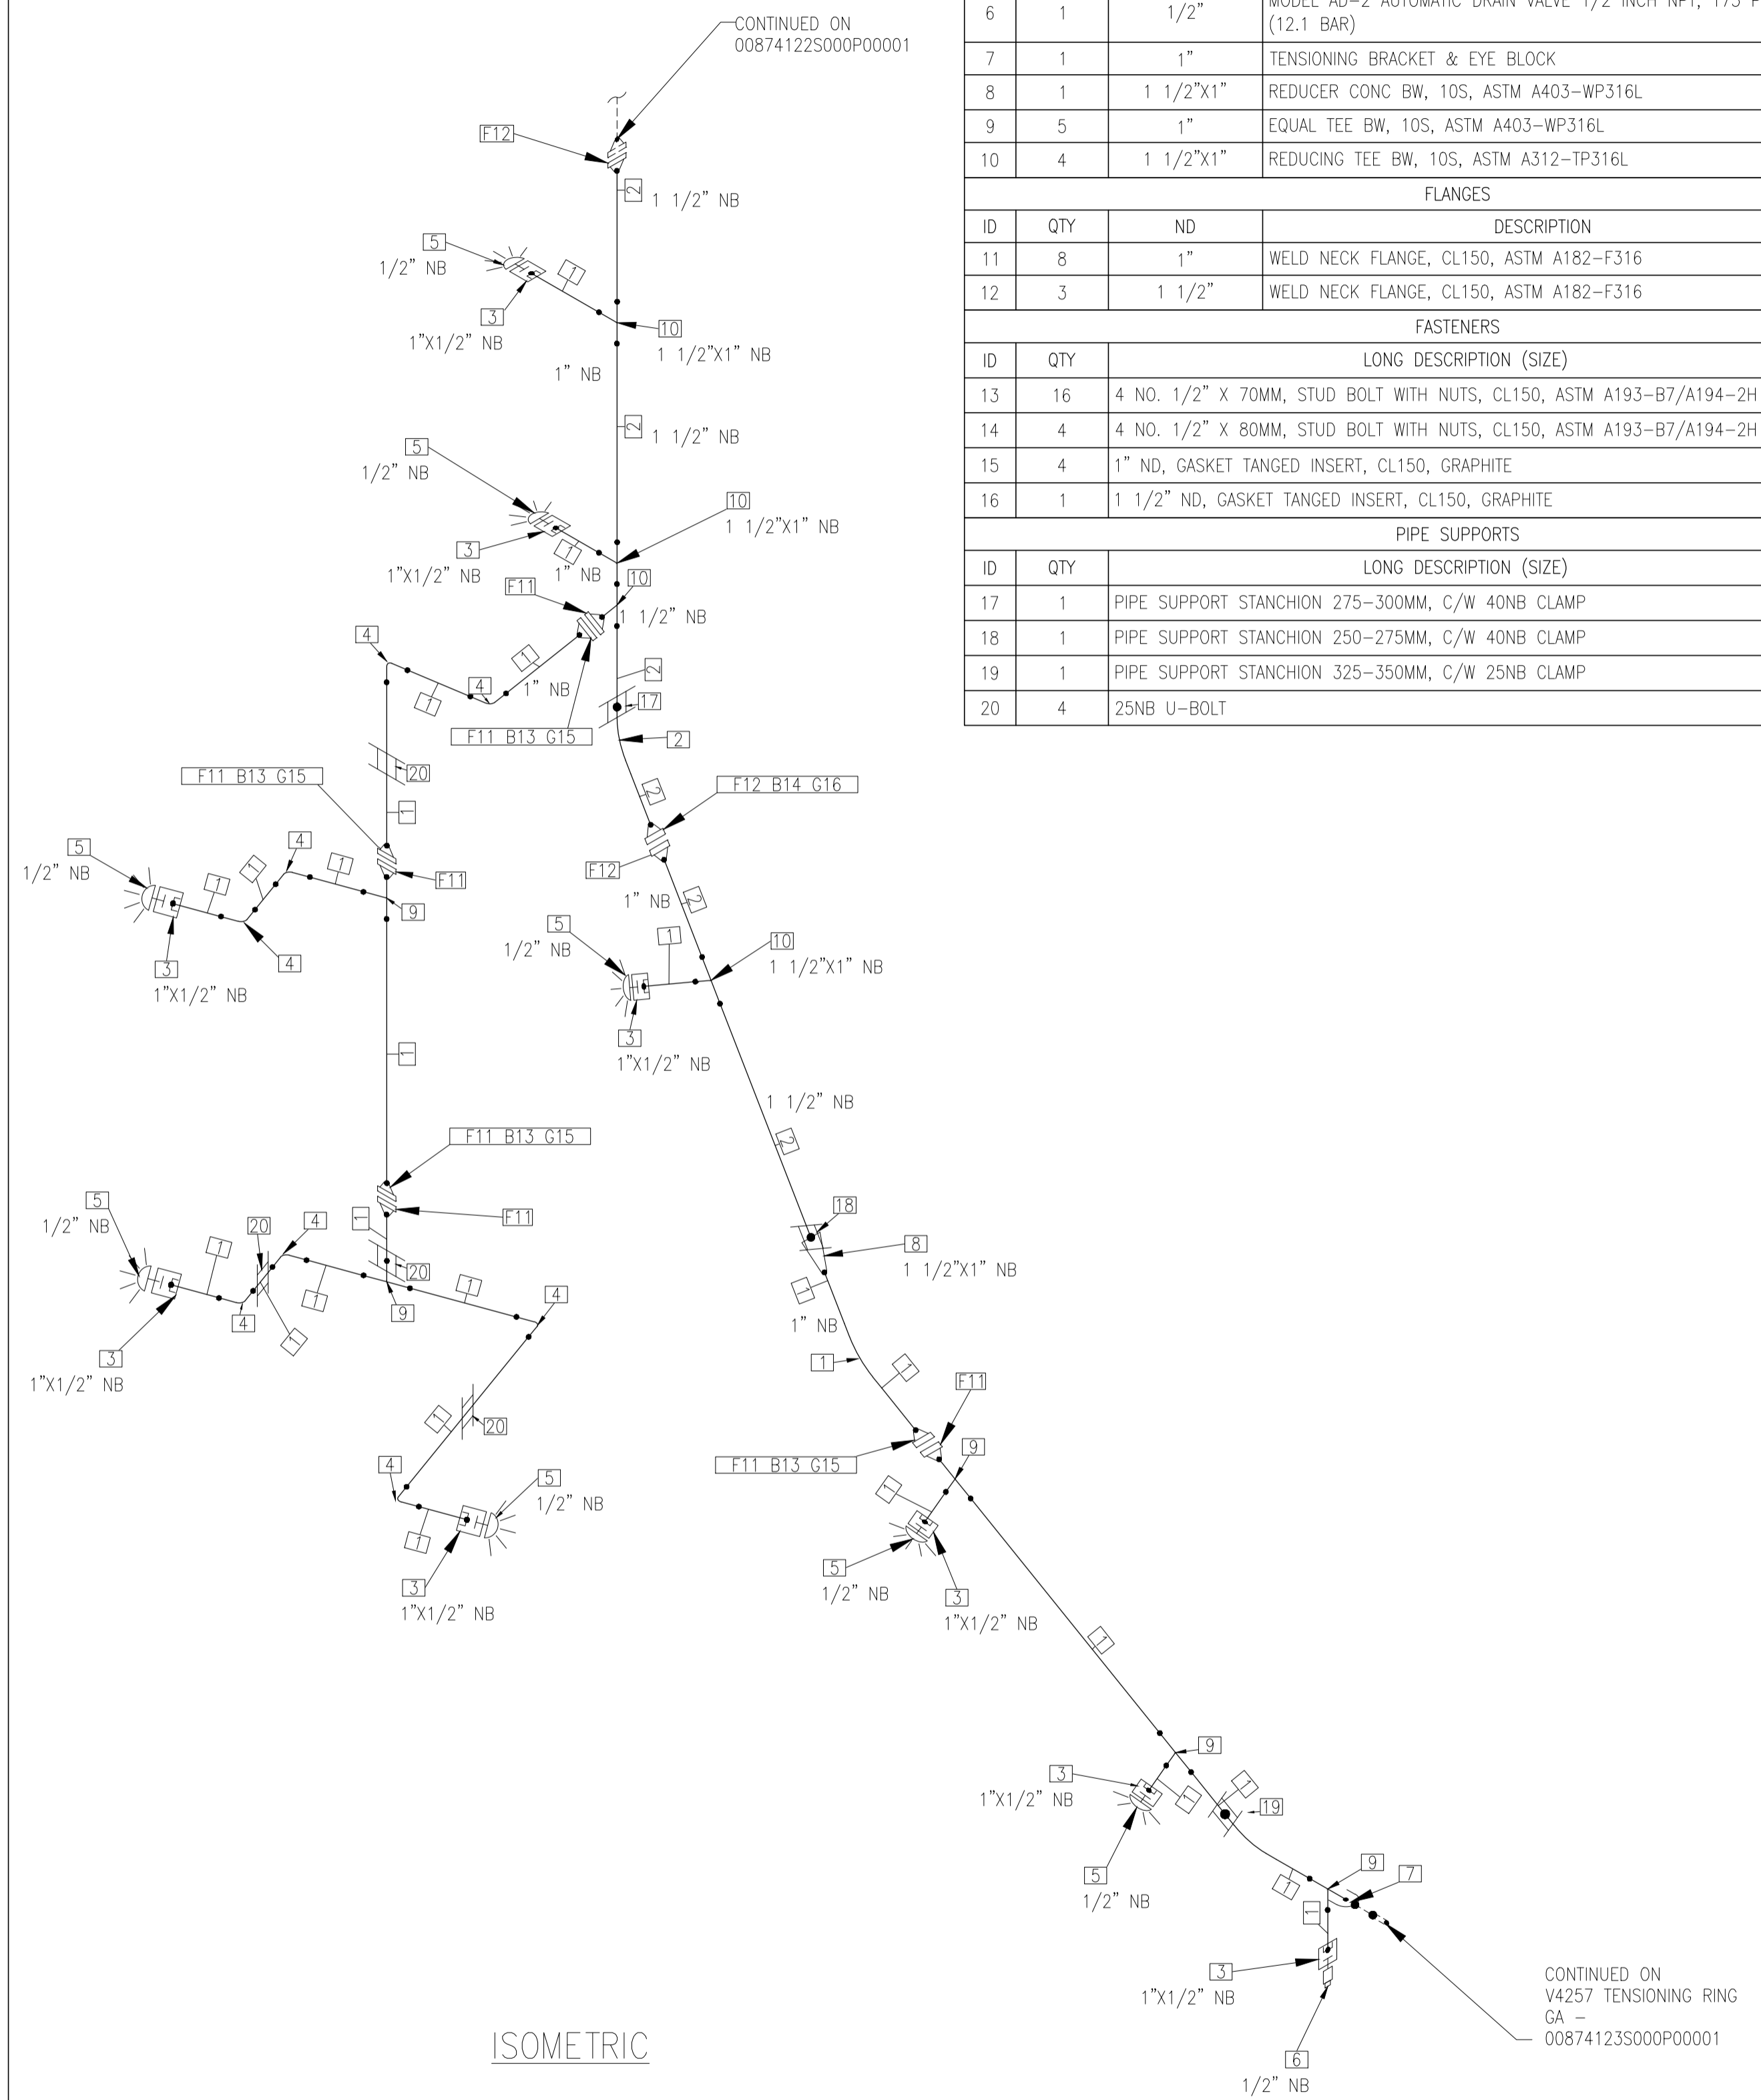 CONTINUED ON
00874122S000P00001
F12
2
1 1/2" NB
5
1/2" NB
1
3
1"X1/2" NB
10
1 1/2"X1" NB
1" NB
2
1 1/2" NB
5
1/2" NB
10
1 1/2"X1" NB
3
1"X1/2" NB
1
1" NB
F11
10
1 1/2" NB
4
1
1" NB
4
1
2
17
F11 B13 G15
2
20
F11 B13 G15
F12 B14 G16
2
1
4
5
1/2" NB
1
1
1
F11
F12
1" NB
2
9
5
1/2" NB
1
10
1 1/2"X1" NB
4
3
1"X1/2" NB
3
1"X1/2" NB
1
1 1/2" NB
2
F11 B13 G15
5
1/2" NB
20
4
1
1
F11
18
8
1 1/2"X1" NB
20
1
1
1
4
9
4
1
1
1" NB
3
1"X1/2" NB
1
1
F11
20
1
4
5
1/2" NB
1
3
1"X1/2" NB
F11 B13 G15
9
1
5
1/2" NB
3
1"X1/2" NB
1
9
3
1"X1/2" NB
1
1
19
5
1/2" NB
1
9
7
1
3
1"X1/2" NB
6
1/2" NB
CONTINUED ON
V4257 TENSIONING RING
GA -
00874123S000P00001
ISOMETRIC
6 1 1/2" MODEL AD-2 AUTOMATIC DRAIN VALVE 1/2 INCH NPT, 175
(12.1 BAR)
7 1 1" TENSIONING BRACKET & EYE BLOCK
8 1 1 1/2"X1" REDUCER CONC BW, 10S, ASTM A403-WP316L
9 5 1" EQUAL TEE BW, 10S, ASTM A403-WP316L
10 4 1 1/2"X1" REDUCING TEE BW, 10S, ASTM A312-TP316L
FLANGES
ID QTY ND DESCRIPTION
11 8 1" WELD NECK FLANGE, CL150, ASTM A182-F316
12 3 1 1/2" WELD NECK FLANGE, CL150, ASTM A182-F316
FASTENERS
ID QTY LONG DESCRIPTION (SIZE)
13 16 4 NO. 1/2" X 70MM, STUD BOLT WITH NUTS, CL150, ASTM A193-B7/A194-2H
14 4 4 NO. 1/2" X 80MM, STUD BOLT WITH NUTS, CL150, ASTM A193-B7/A194-2H
15 4 1" ND, GASKET TANGED INSERT, CL150, GRAPHITE
16 1 1 1/2" ND, GASKET TANGED INSERT, CL150, GRAPHITE
PIPE SUPPORTS
ID QTY LONG DESCRIPTION (SIZE)
17 1 PIPE SUPPORT STANCHION 275-300MM, C/W 40NB CLAMP
18 1 PIPE SUPPORT STANCHION 250-275MM, C/W 40NB CLAMP
19 1 PIPE SUPPORT STANCHION 325-350MM, C/W 25NB CLAMP
20 4 25NB U-BOLT